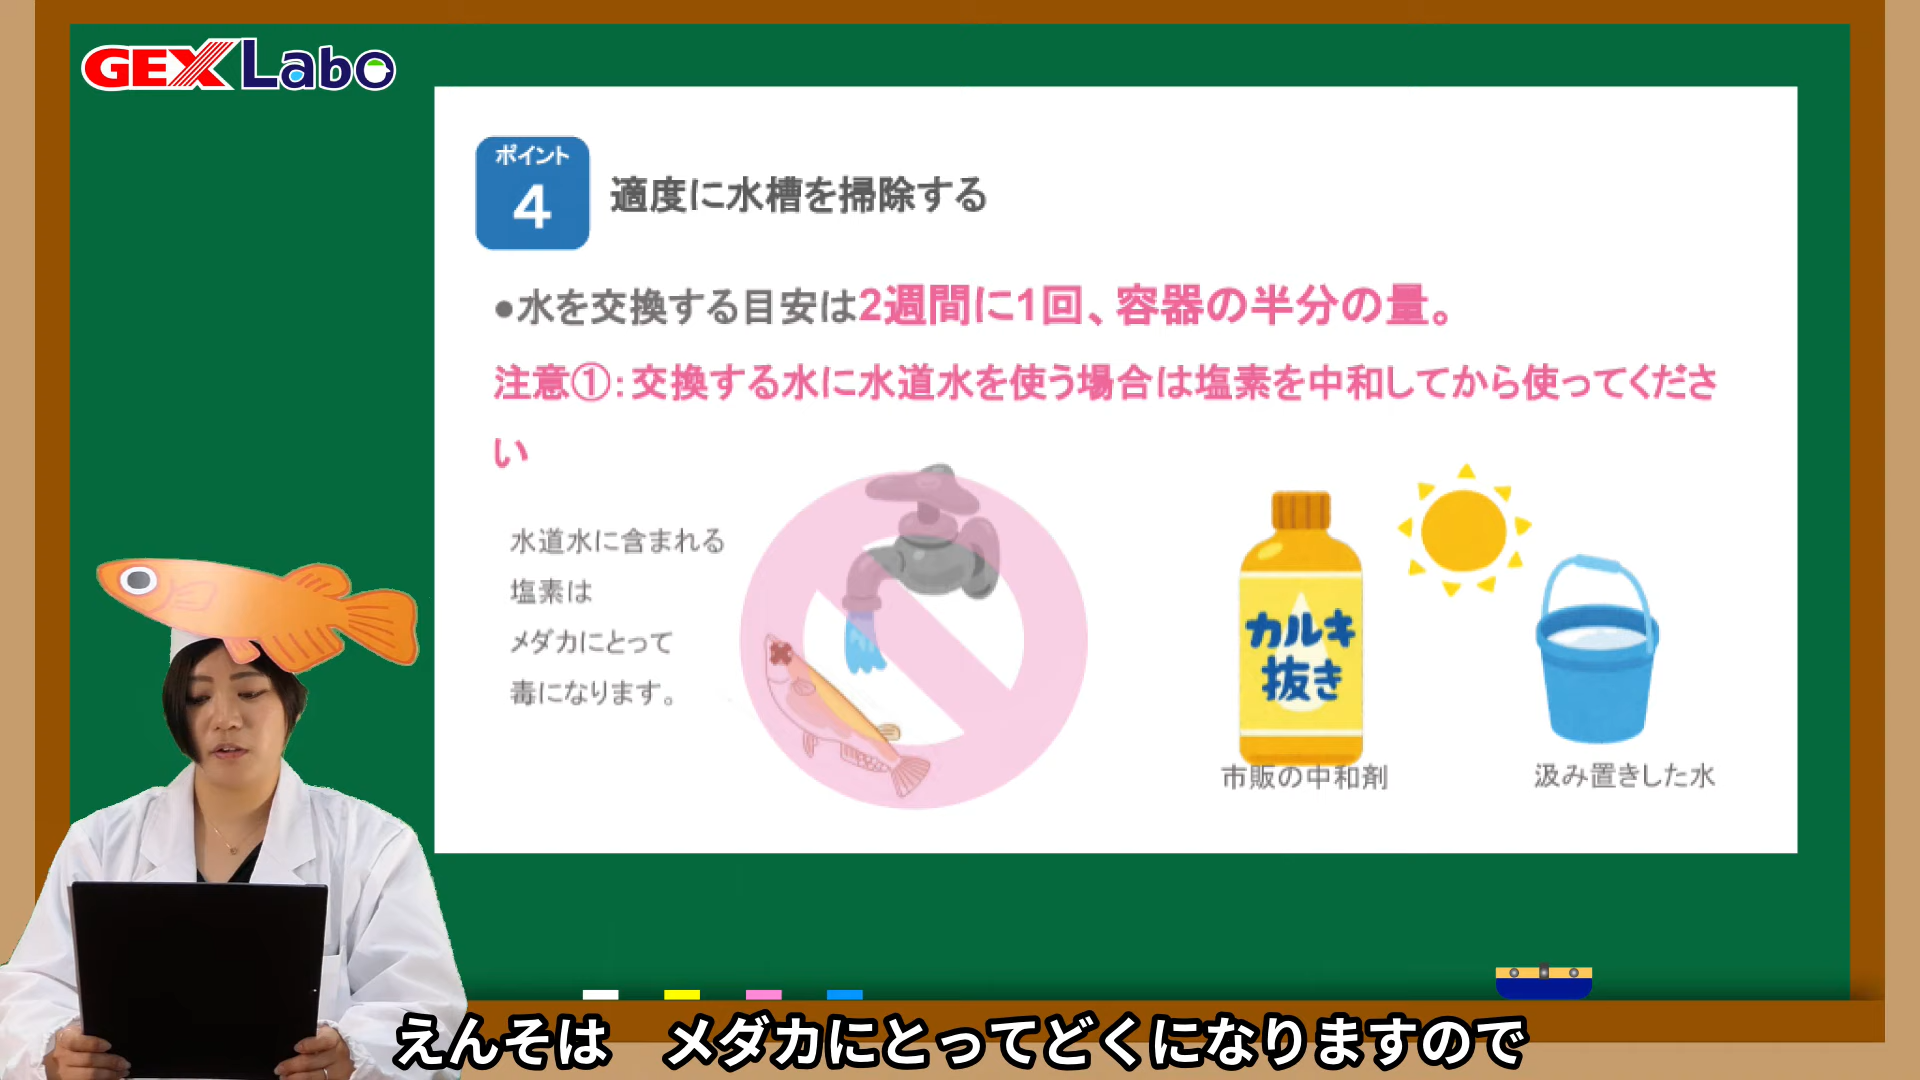 GEX Labo
ポイント
4
適度に水槽を掃除する
●水を交換する目安は2週間に1回、容器の半分の量。
注意①：交換する水に水道水を使う場合は塩素を中和してから使ってくださ
い
水道水に含まれる
塩素は
メダカにとって
毒になります。
カルキ
抜き
市販の中和剤
汲み置きした水
えんそは　メダカにとってどくになりますので